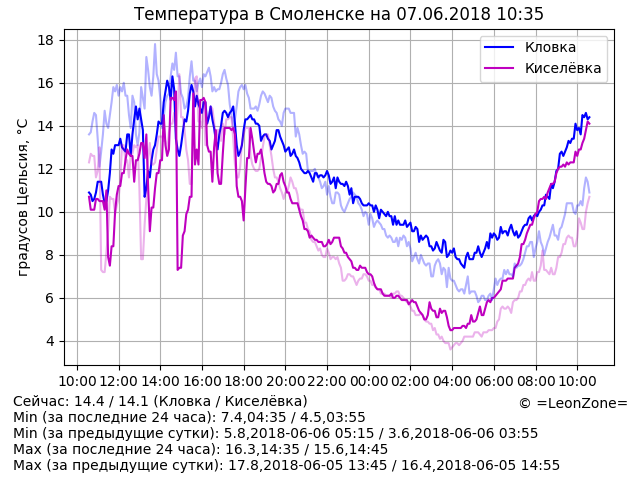 Температура в Смоленске на 07.06.2018 10:35
Кловка
Киселёвка
градусов Цельсия, °C
18
16
14
12
10
8
6
4
10:00 12:00 14:00 16:00 18:00 20:00 22:00 00:00 02:00 04:00 06:00 08:00 10:00
Сейчас: 14.4 / 14.1 (Кловка / Киселёвка)
© =LeonZone=
Min (за последние 24 часа): 7.4,04:35 / 4.5,03:55
Min (за предыдущие сутки): 5.8,2018-06-06 05:15 / 3.6,2018-06-06 03:55
Max (за последние 24 часа): 16.3,14:35 / 15.6,14:45
Max (за предыдущие сутки): 17.8,2018-06-05 13:45 / 16.4,2018-06-05 14:55